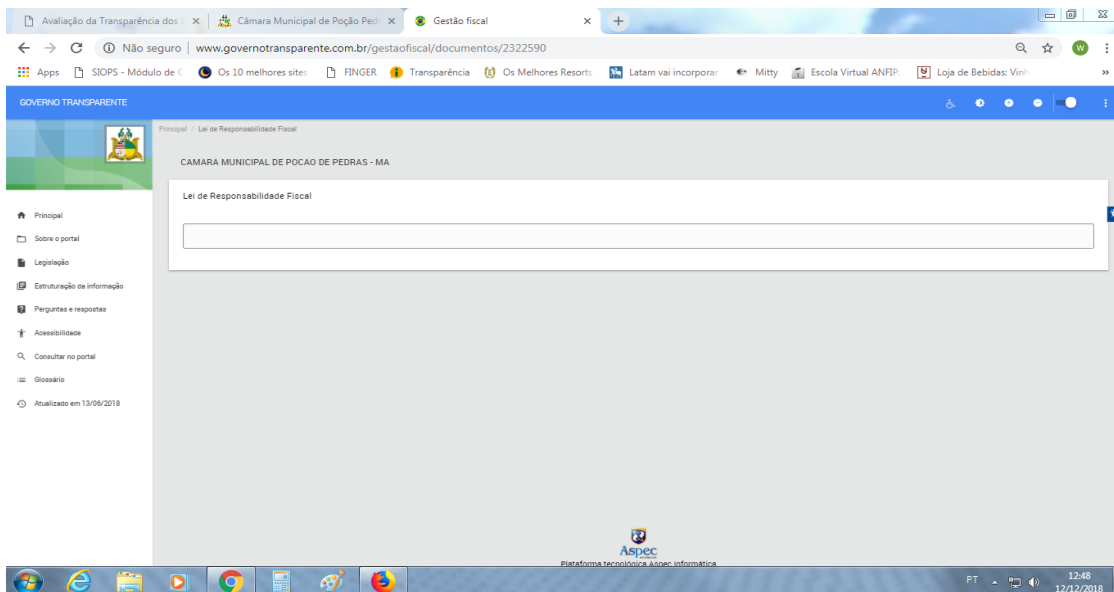 Avaliação da Transparência dos
Câmara Municipal de Poção Ped
Gestão fiscal
Não seguro | www.governotransparente.com.br/gestaofiscal/documentos/2322590
W
Apps SIOPS - Módulo de Os 10 melhores sites FINGER Transparência Os Melhores Resorts Latam vai incorporar Mitty Escola Virtual ANFIP: Loja de Bebidas: Vinh
GOVERNO TRANSPARENTE
Principal / Lei de Responsabilidade Fiscal
CAMARA MUNICIPAL DE POCAO DE PEDRAS - MA
Lei de Responsabilidade Fiscal
Principal
Sobre o portal
Legislação
Estruturação da informação
Perguntas e respostas
Acessibilidade
Consultar no portal
Glossário
Atualizado em 13/06/2018
Aspec
Plataforma tecnológica Aspec Informática
PT
12:48
12/12/2018